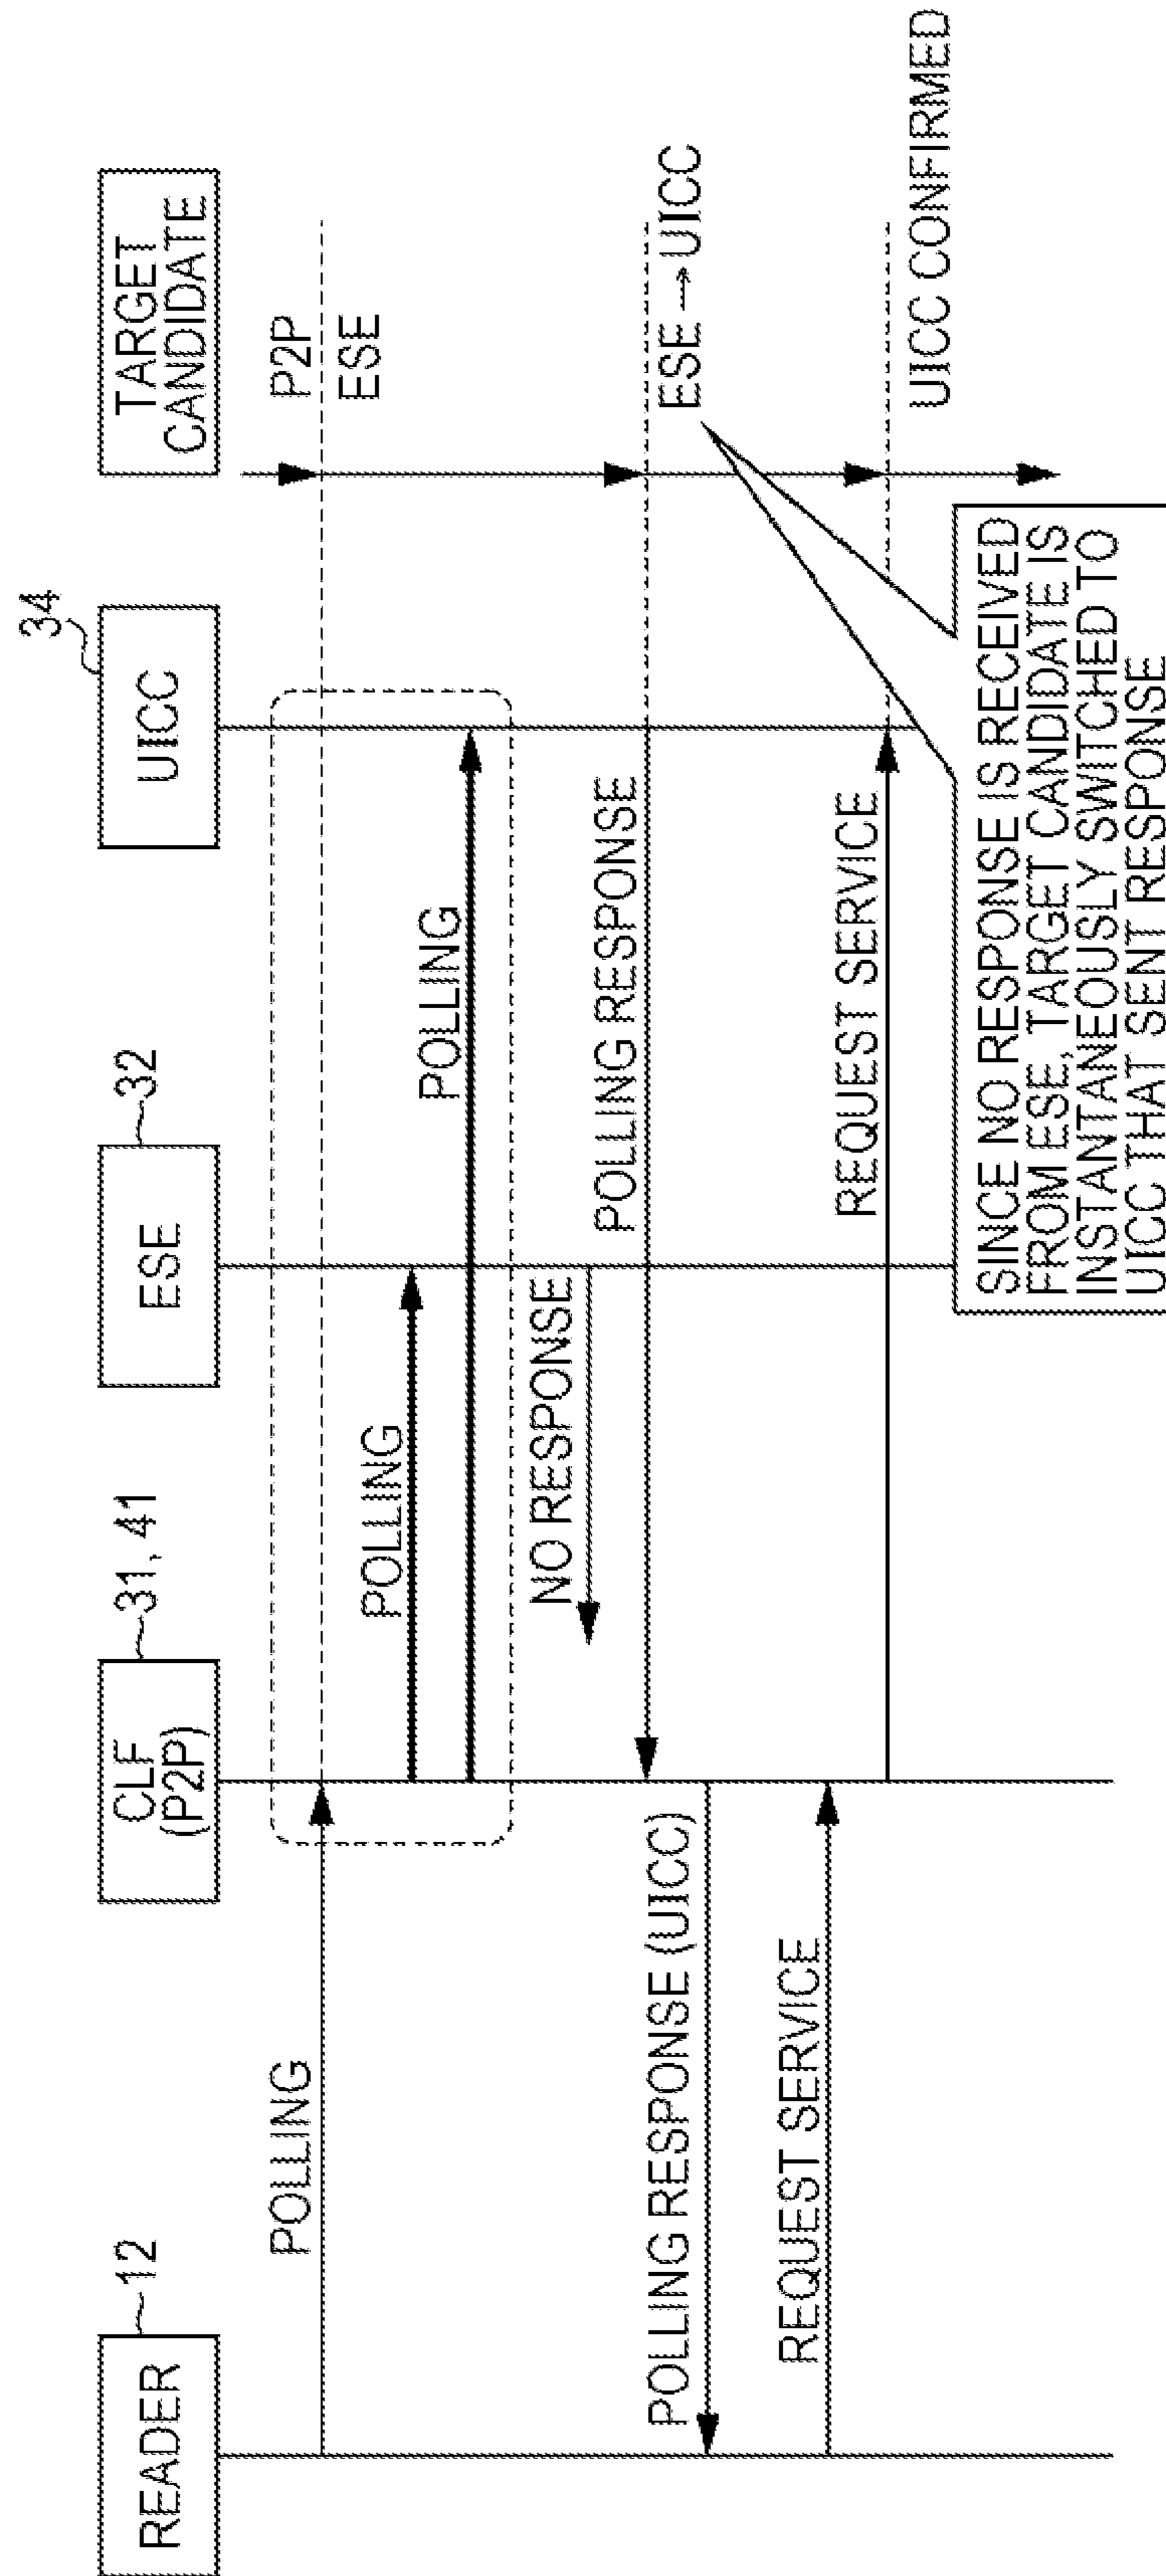 READER
12
CLF
(P2P)
31, 41
ESE
32
UICC
34
TARGET
CANDIDATE
POLLING
P2P
ESE
POLLING
POLLING
NO RESPONSE
POLLING RESPONSE
ESE → UICC
POLLING RESPONSE (UICC)
REQUEST SERVICE
REQUEST SERVICE
UICC CONFIRMED
SINCE NO RESPONSE IS RECEIVED
FROM ESE, TARGET CANDIDATE IS
INSTANTANEOUSLY SWITCHED TO
UICC THAT SENT RESPONSE